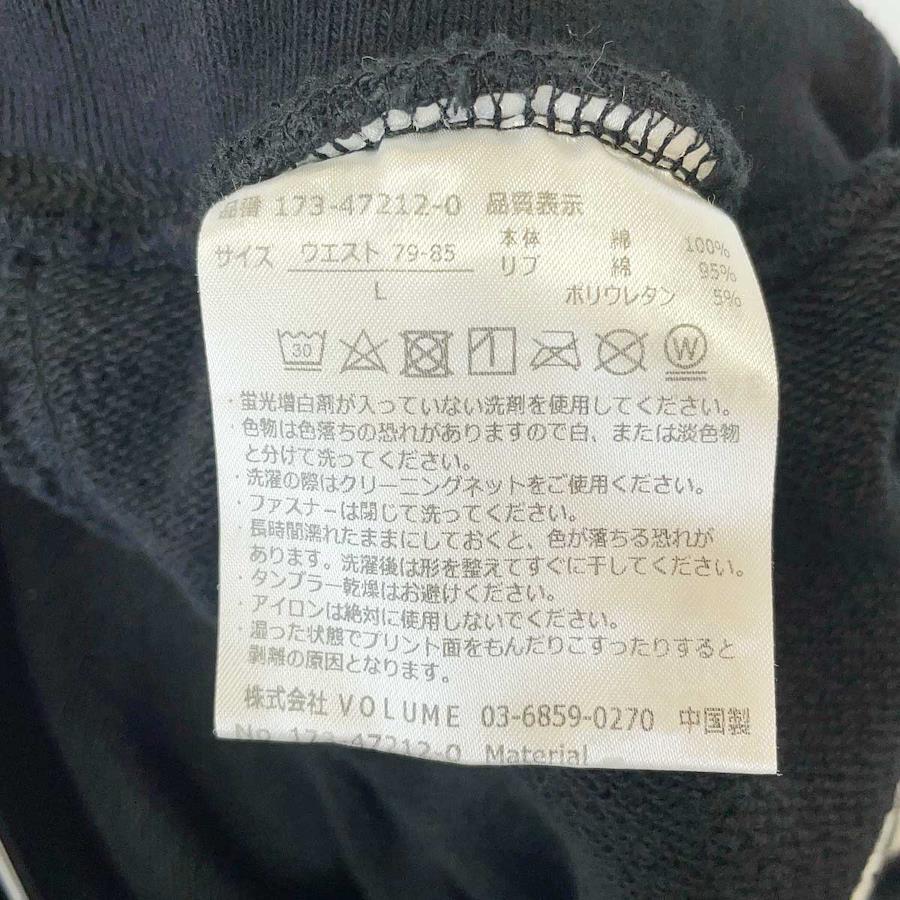 品番 173-47212-0 品質表示
サイズ ウエスト 79-85 本体 綿 100%
L リブ 綿 95%
ポリウレタン 5%
30 W
・蛍光増白剤が入っていない洗剤を使用してください。
・色物は色落ちの恐れがありますので白、または淡色物
と分けて洗ってください。
・洗濯の際はクリーニングネットをご使用ください。
・ファスナーは閉じて洗ってください。
・長時間濡れたままにしておくと、色が落ちる恐れが
あります。洗濯後は形を整えてすぐに干してください。
・タンブラー乾燥はお避けください。
・アイロンは絶対に使用しないでください。
・湿った状態でプリント面をもんだりこすったりすると
剥離の原因となります。
株式会社 VOLUME 03-6859-0270 中国製
No. 173-47212-0 Material